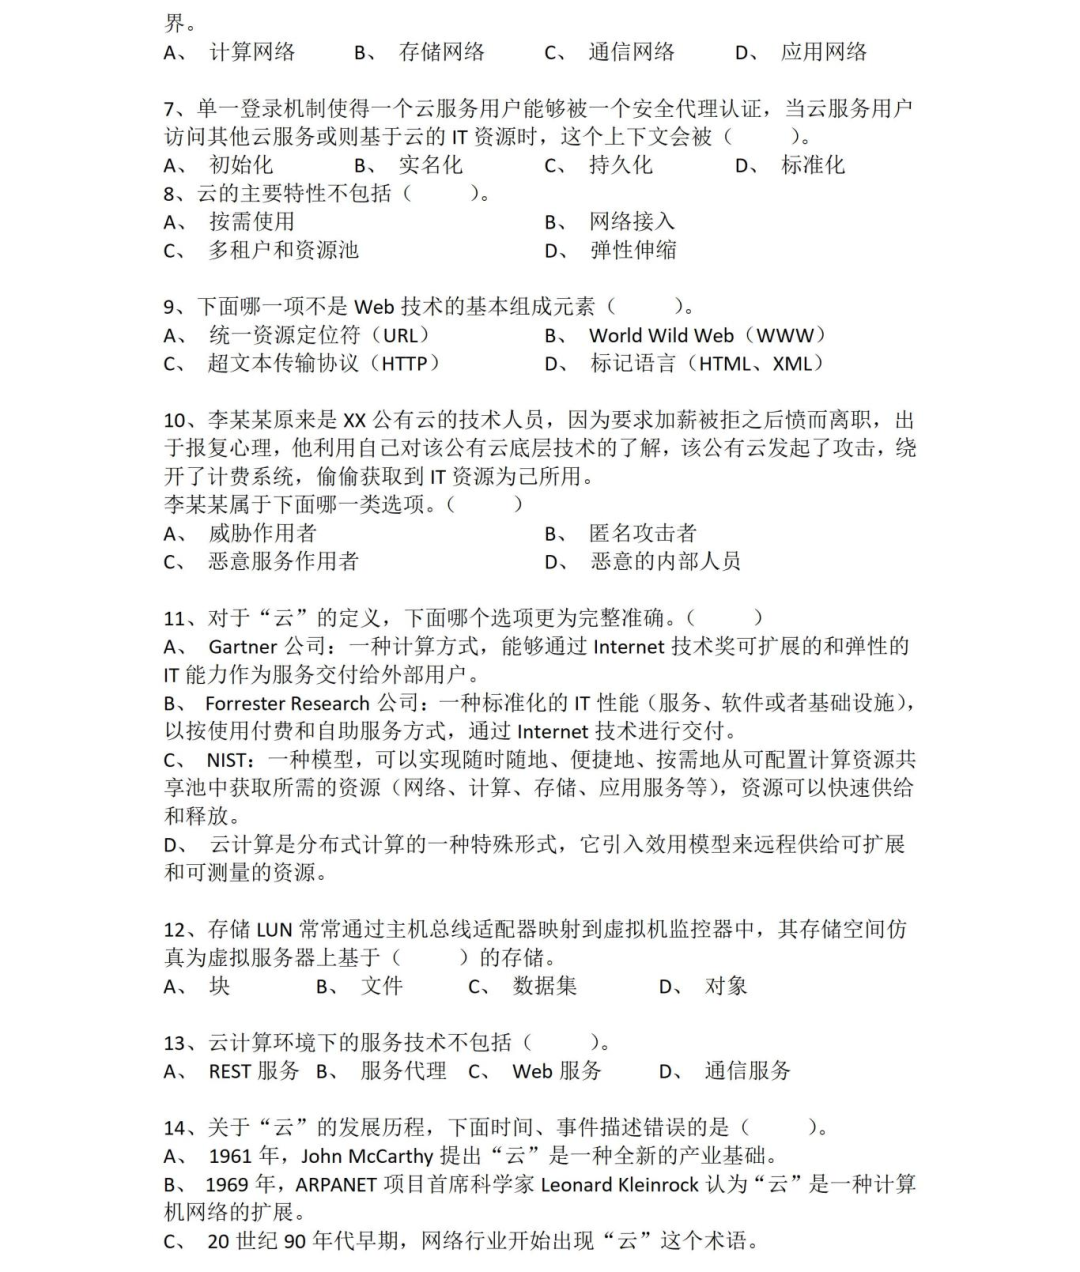 界。
A、 计算网络 B、 存储网络 C、 通信网络 D、 应用网络
7、单一登录机制使得一个云服务用户能够被一个安全代理认证，当云服务用户
访问其他云服务或则基于云的 IT 资源时，这个上下文会被（ ）。
A、 初始化 B、 实名化 C、 持久化 D、 标准化
8、云的主要特性不包括（ ）。
A、 按需使用 B、 网络接入
C、 多租户和资源池 D、 弹性伸缩
9、下面哪一项不是 Web 技术的基本组成元素（ ）。
A、 统一资源定位符（URL） B、 World Wild Web（WWW）
C、 超文本传输协议（HTTP） D、 标记语言（HTML、XML）
10、李某某原来是 XX 公有云的技术人员，因为要求加薪被拒之后愤而离职，出
于报复心理，他利用自己对该公有云底层技术的了解，该公有云发起了攻击，绕
开了计费系统，偷偷获取到 IT 资源为己所用。
李某某属于下面哪一类选项。（ ）
A、 威胁作用者 B、 匿名攻击者
C、 恶意服务作用者 D、 恶意的内部人员
11、对于“云”的定义，下面哪个选项更为完整准确。（ ）
A、 Gartner 公司：一种计算方式，能够通过 Internet 技术奖可扩展的和弹性的
IT 能力作为服务交付给外部用户。
B、 Forrester Research 公司：一种标准化的 IT 性能（服务、软件或者基础设施），
以按使用付费和自助服务方式，通过 Internet 技术进行交付。
C、 NIST：一种模型，可以实现随时随地、便捷地、按需地从可配置计算资源共
享池中获取所需的资源（网络、计算、存储、应用服务等），资源可以快速供给
和释放。
D、 云计算是分布式计算的一种特殊形式，它引入效用模型来远程供给可扩展
和可测量的资源。
12、存储 LUN 常常通过主机总线适配器映射到虚拟机监控器中，其存储空间仿
真为虚拟服务器上基于（ ）的存储。
A、 块 B、 文件 C、 数据集 D、 对象
13、云计算环境下的服务技术不包括（ ）。
A、 REST 服务 B、 服务代理 C、 Web 服务 D、 通信服务
14、关于“云”的发展历程，下面时间、事件描述错误的是（ ）。
A、 1961 年，John McCarthy 提出“云”是一种全新的产业基础。
B、 1969 年，ARPANET 项目首席科学家 Leonard Kleinrock 认为“云”是一种计算
机网络的扩展。
C、 20 世纪 90 年代早期，网络行业开始出现“云”这个术语。